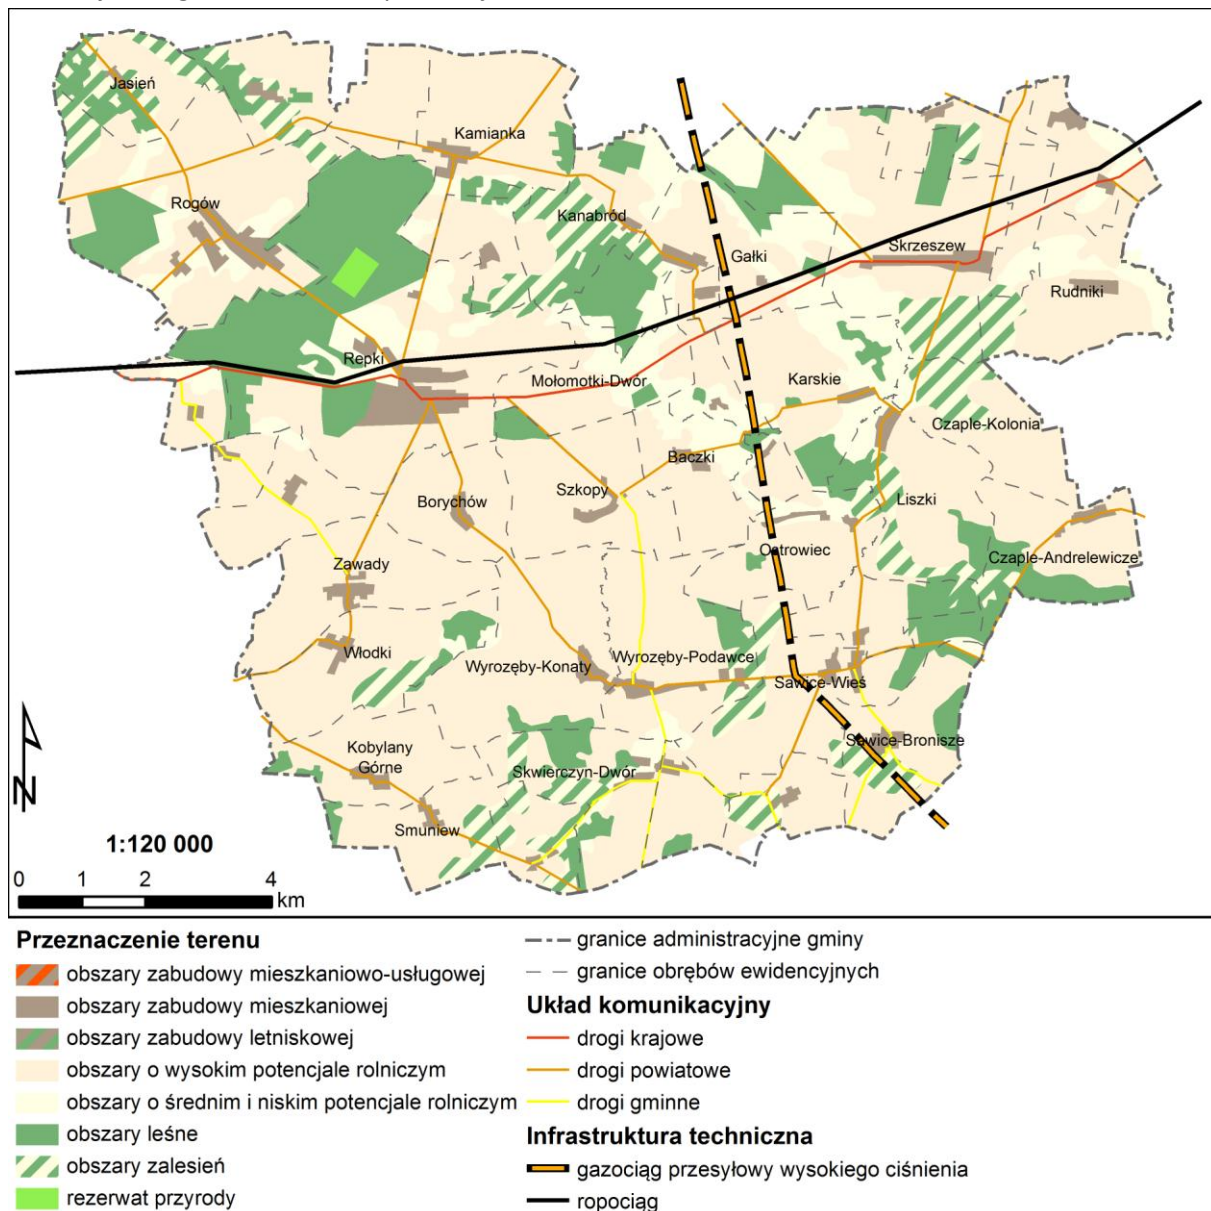 Jasień
Kamianka
Rogów
Kanabród
Gałki
Skrzeszew
Rudniki
Repki
Mołomotki-Dwór
Karskie
Czaple-Kolonia
Baczki
Szkopy
Borychów
Liszki
Ostrowiec
Czaple-Andrelewicze
Zawady
Włodki
Wyrozęby-Konaty
Wyrozęby-Podawce
Sawice-Wieś
Sawice-Bronisze
Kobylany
Górne
Skwierczyn-Dwór
Smuniew
N
1:120 000
0 1 2 4
km
Przeznaczenie terenu
obszary zabudowy mieszkaniowo-usługowej
obszary zabudowy mieszkaniowej
obszary zabudowy letniskowej
obszary o wysokim potencjale rolniczym
obszary o średnim i niskim potencjale rolniczym
obszary leśne
obszary zalesień
rezerwat przyrody
granice administracyjne gminy
granice obrębów ewidencyjnych
Układ komunikacyjny
drogi krajowe
drogi powiatowe
drogi gminne
Infrastruktura techniczna
gazociąg przesyłowy wysokiego ciśnienia
ropociąg